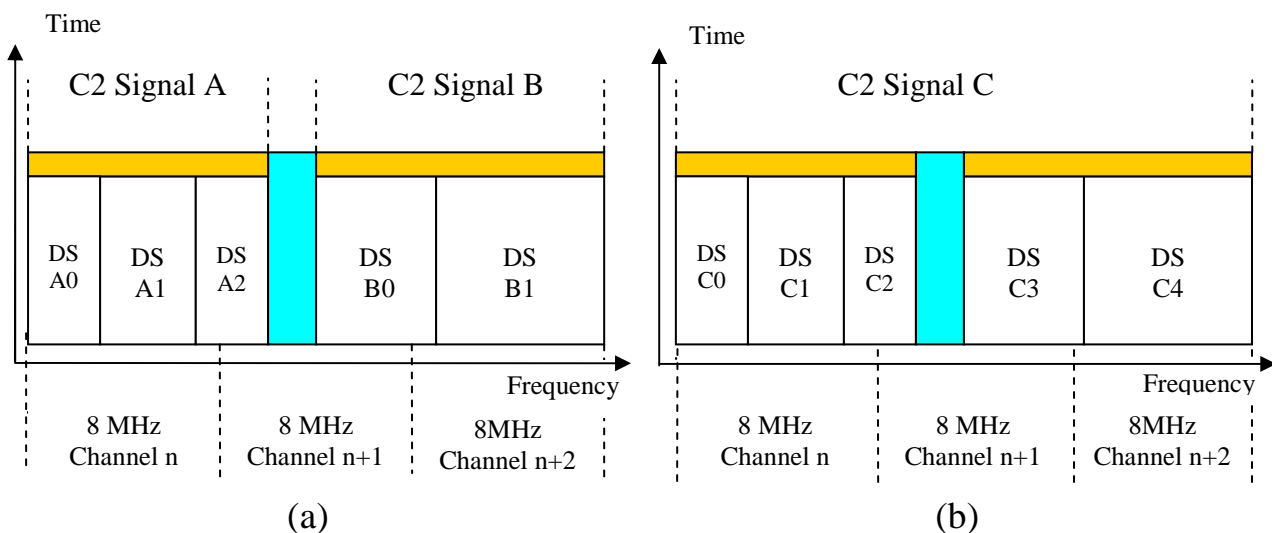 Time
C2 Signal A
C2 Signal B
DS
A0
DS
A1
DS
A2
DS
B0
DS
B1
Frequency
8 MHz
Channel n
8 MHz
Channel n+1
8MHz
Channel n+2
(a)
Time
C2 Signal C
DS
C0
DS
C1
DS
C2
DS
C3
DS
C4
Frequency
8 MHz
Channel n
8 MHz
Channel n+1
8MHz
Channel n+2
(b)